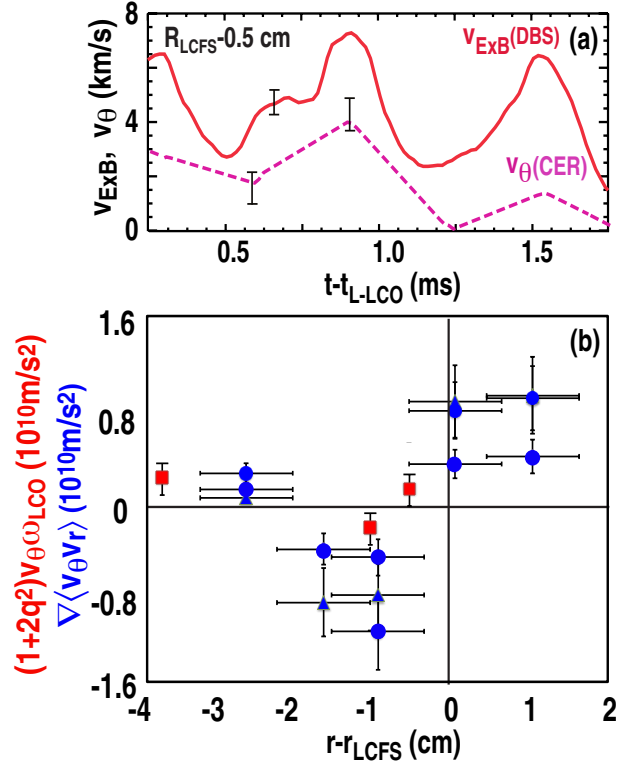 8
R_LCFS-0.5 cm
v_ExB(DBS)
(a)
v_ExB, v_θ (km/s)
4
v_θ(CER)
0
0.5
1.0
1.5
t-t_L-LCO (ms)
1.6
(b)
(1+2q²)v_θω_LCO (10¹⁰m/s²)
∇⟨v_θv_r⟩ (10¹⁰m/s²)
0.8
0
-0.8
-1.6
-4
-3
-2
-1
0
1
2
r-r_LCFS (cm)